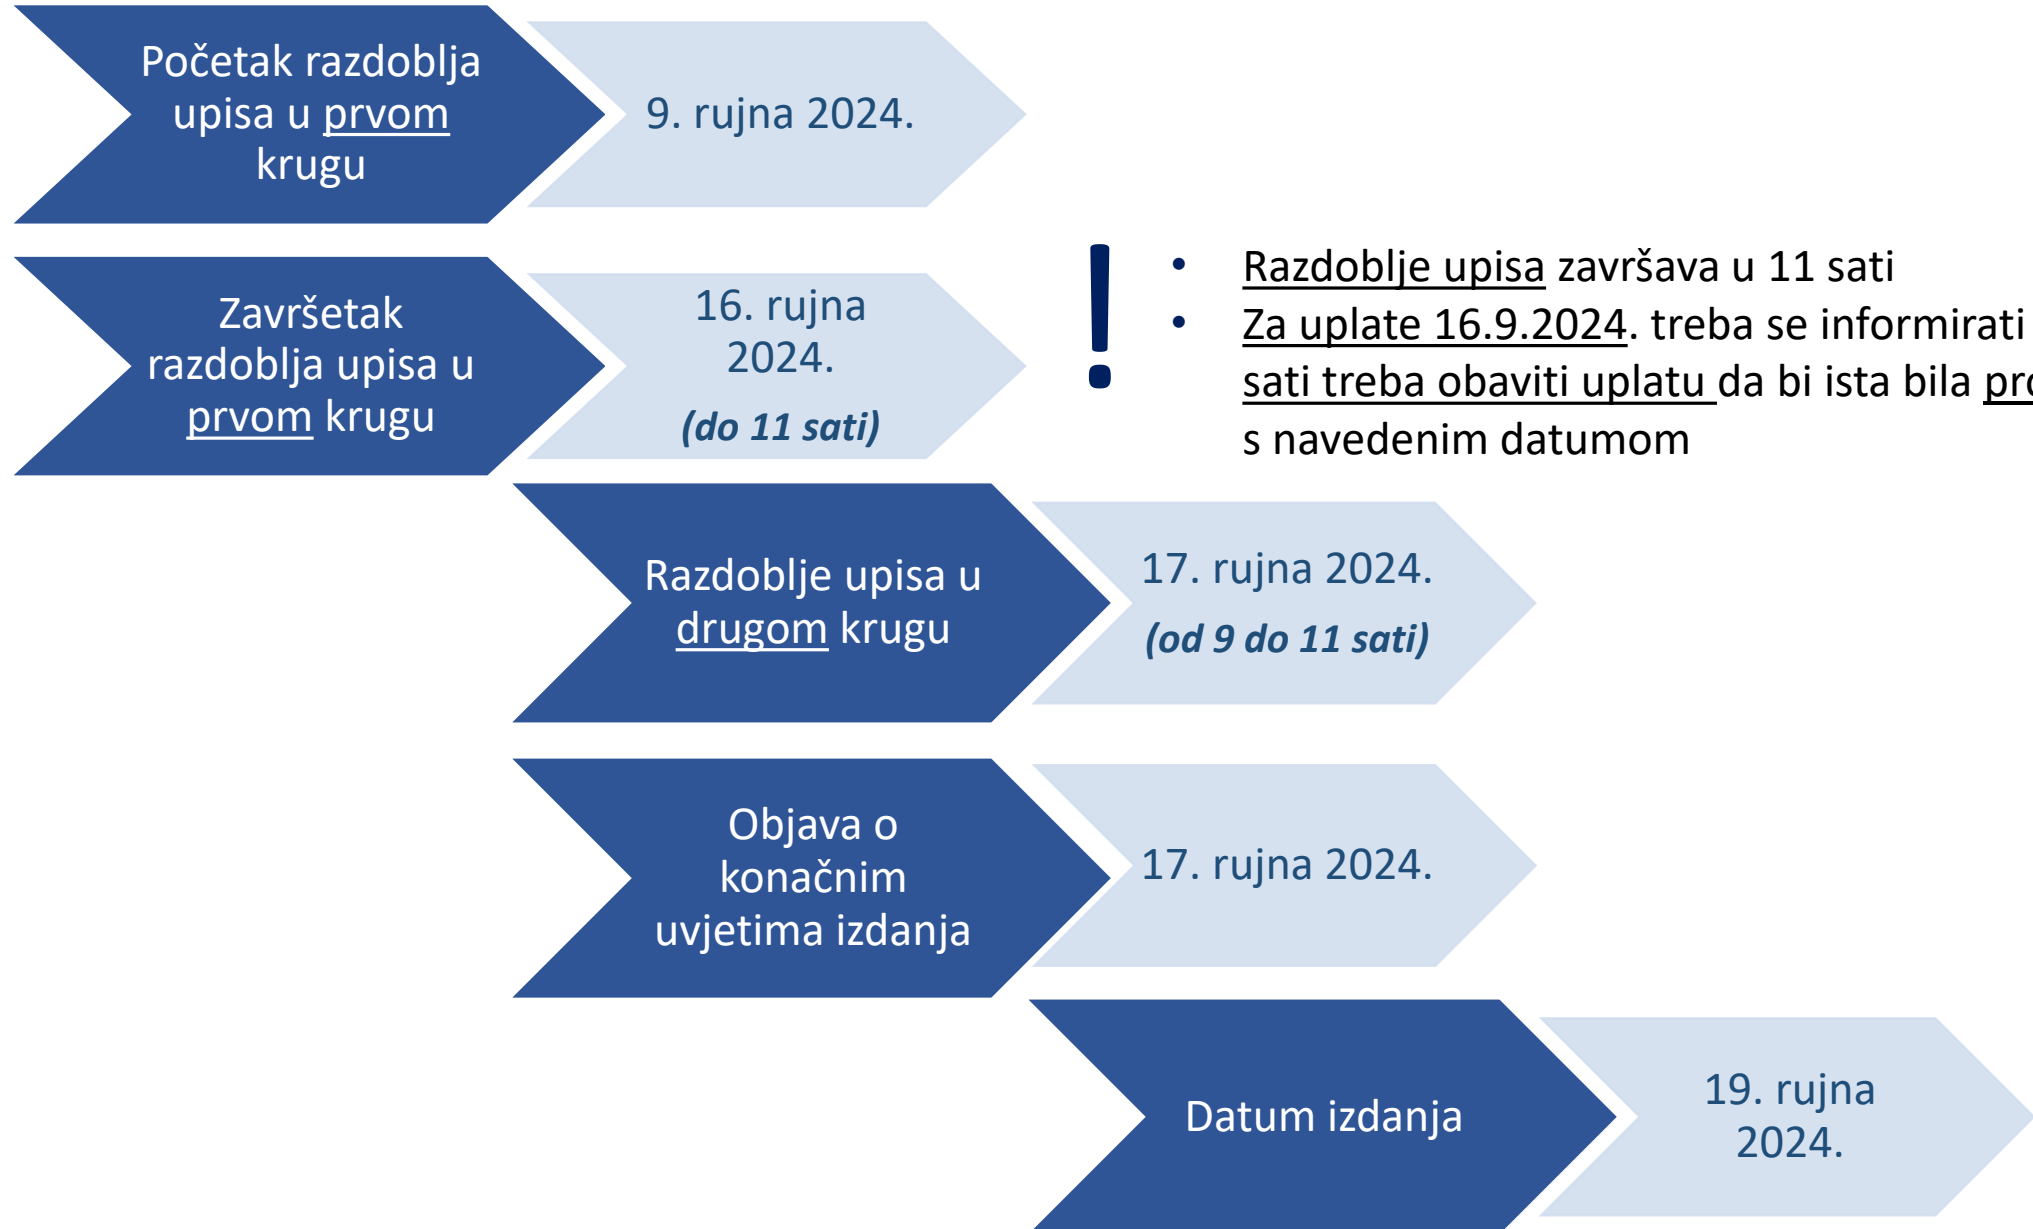 Početak razdoblja
upisa u prvom
krugu
9. rujna 2024.
Završetak
razdoblja upisa u
prvom krugu
16. rujna
2024.
(do 11 sati)
!
• Razdoblje upisa završava u 11 sati
• Za uplate 16.9.2024. treba se informirati
sati treba obaviti uplatu da bi ista bila
s navedenim datumom
Razdoblje upisa u
drugom krugu
17. rujna 2024.
(od 9 do 11 sati)
Objava o
konačnim
uvjetima izdanja
17. rujna 2024.
Datum izdanja
19. rujna
2024.